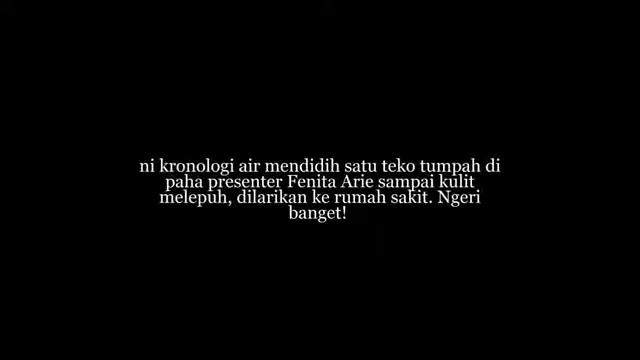 ni kronologi air mendidih satu teko tumpah di
paha presenter Fenita Arie sampai kulit
melepuh, dilarikan ke rumah sakit. Ngeri
banget!